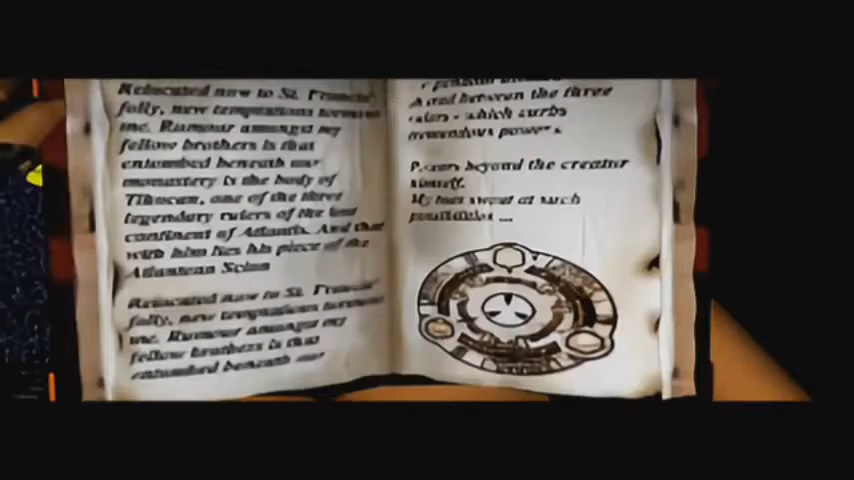 Relocated now to St. Francis'
folly, new temptations torment
me. Rumour amongst my
fellow brothers is that
entombed beneath our
monastery is the body of
Tihocan, one of the three
legendary rulers of the lost
continent of Atlantis. And that
with him lies his piece of the
Atlantean Scion
Relocated now to St. Francis'
folly, new temptations torment
me. Rumour amongst my
fellow brothers is that
entombed beneath our
between the three
rulers - which curbs
tremendous powers
Powers beyond the creator
himself.
My toes sweat at such
possibilities ...